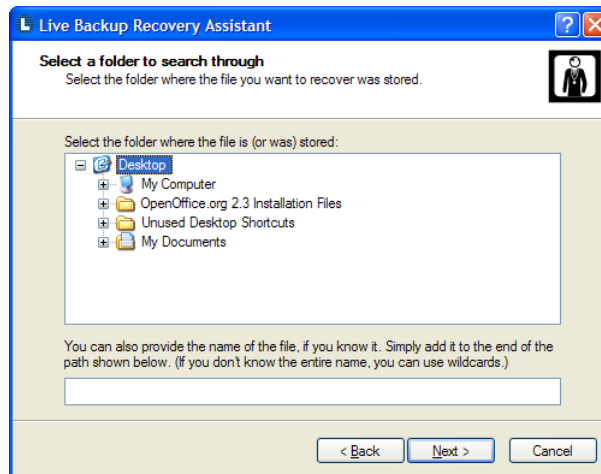 Live Backup Recovery Assistant
Select a folder to search through
Select the folder where the file you want to recover was stored.
Select the folder where the file is (or was) stored:
Desktop
My Computer
OpenOffice.org 2.3 Installation Files
Unused Desktop Shortcuts
My Documents
You can also provide the name of the file, if you know it. Simply add it to the end of the
path shown below. (If you don't know the entire name, you can use wildcards.)
< Back Next > Cancel